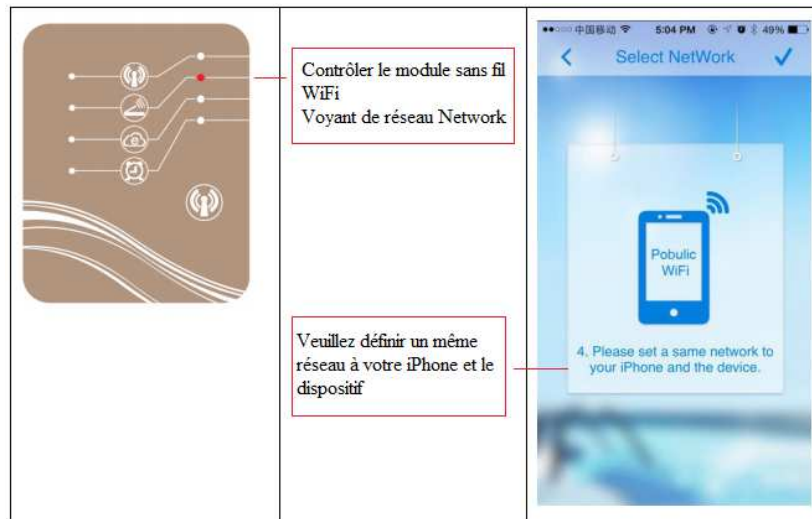 Contrôler le module sans fil
WiFi
Voyant de réseau Network
Veuillez définir un même
réseau à votre iPhone et le
dispositif
中国移动 5:04 PM 49%
Select NetWork
Pobulic
WiFi
4. Please set a same network to
your iPhone and the device.